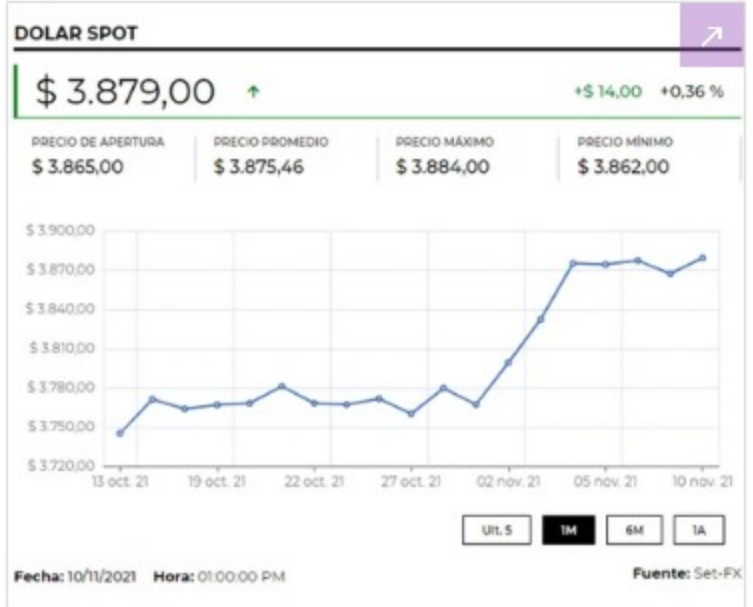 DOLAR SPOT
$ 3.879,00 +$ 14,00 +0,36 %
PRECIO DE APERTURA PRECIO PROMEDIO PRECIO MÁXIMO PRECIO MÍNIMO
$ 3.865,00 $ 3.875,46 $ 3.884,00 $ 3.862,00
$ 3.900,00
$ 3.870,00
$ 3.840,00
$ 3.810,00
$ 3.780,00
$ 3.750,00
$ 3.720,00
13 oct. 21 19 oct. 21 22 oct. 21 27 oct. 21 02 nov. 21 05 nov. 21 10 nov. 21
Ult. 5 1M 6M 1A
Fecha: 10/11/2021 Hora: 01:00:00 PM Fuente: Set-FX